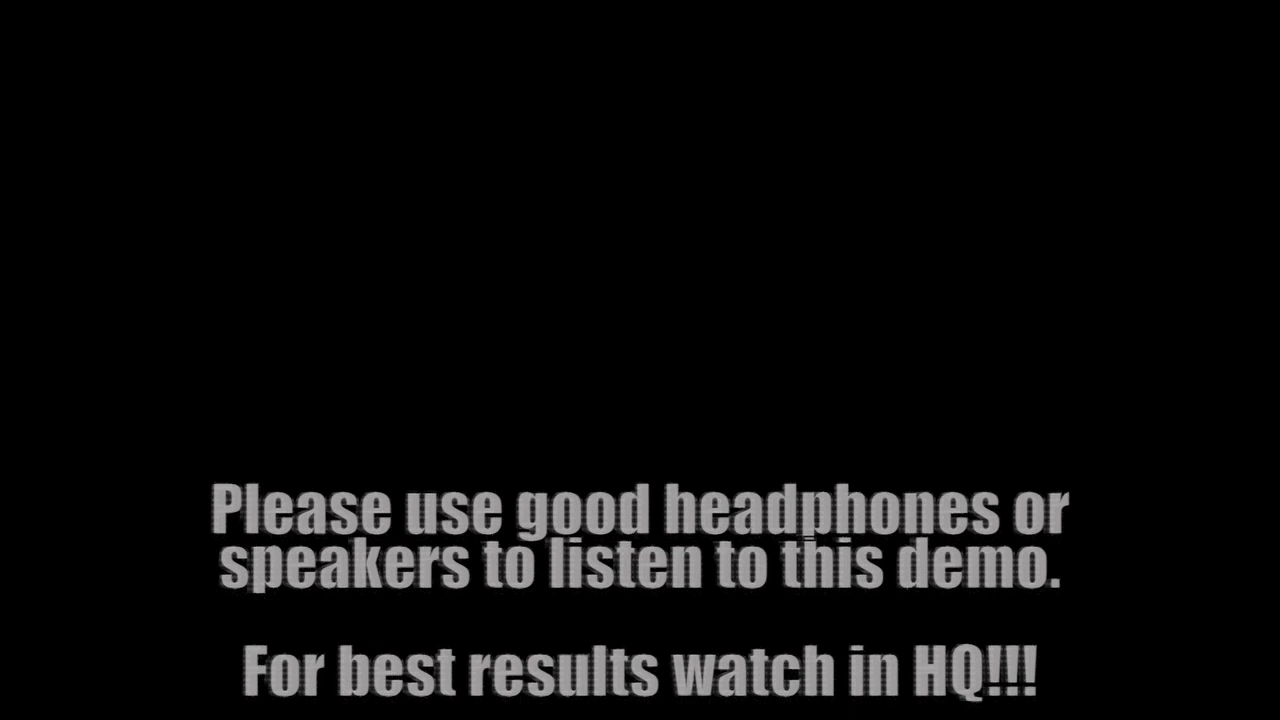 Please use good headphones or
speakers to listen to this demo.
For best results watch in HQ!!!